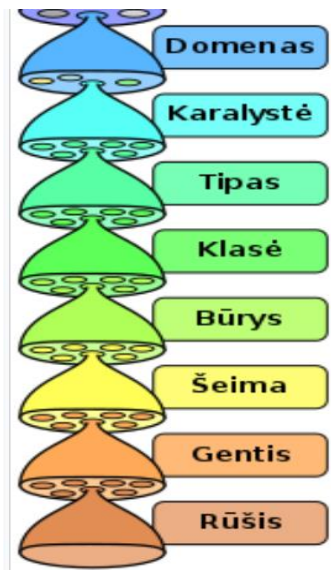 Domenas
Karalystė
Tipas
Klasė
Būrys
Šeima
Gentis
Rūšis